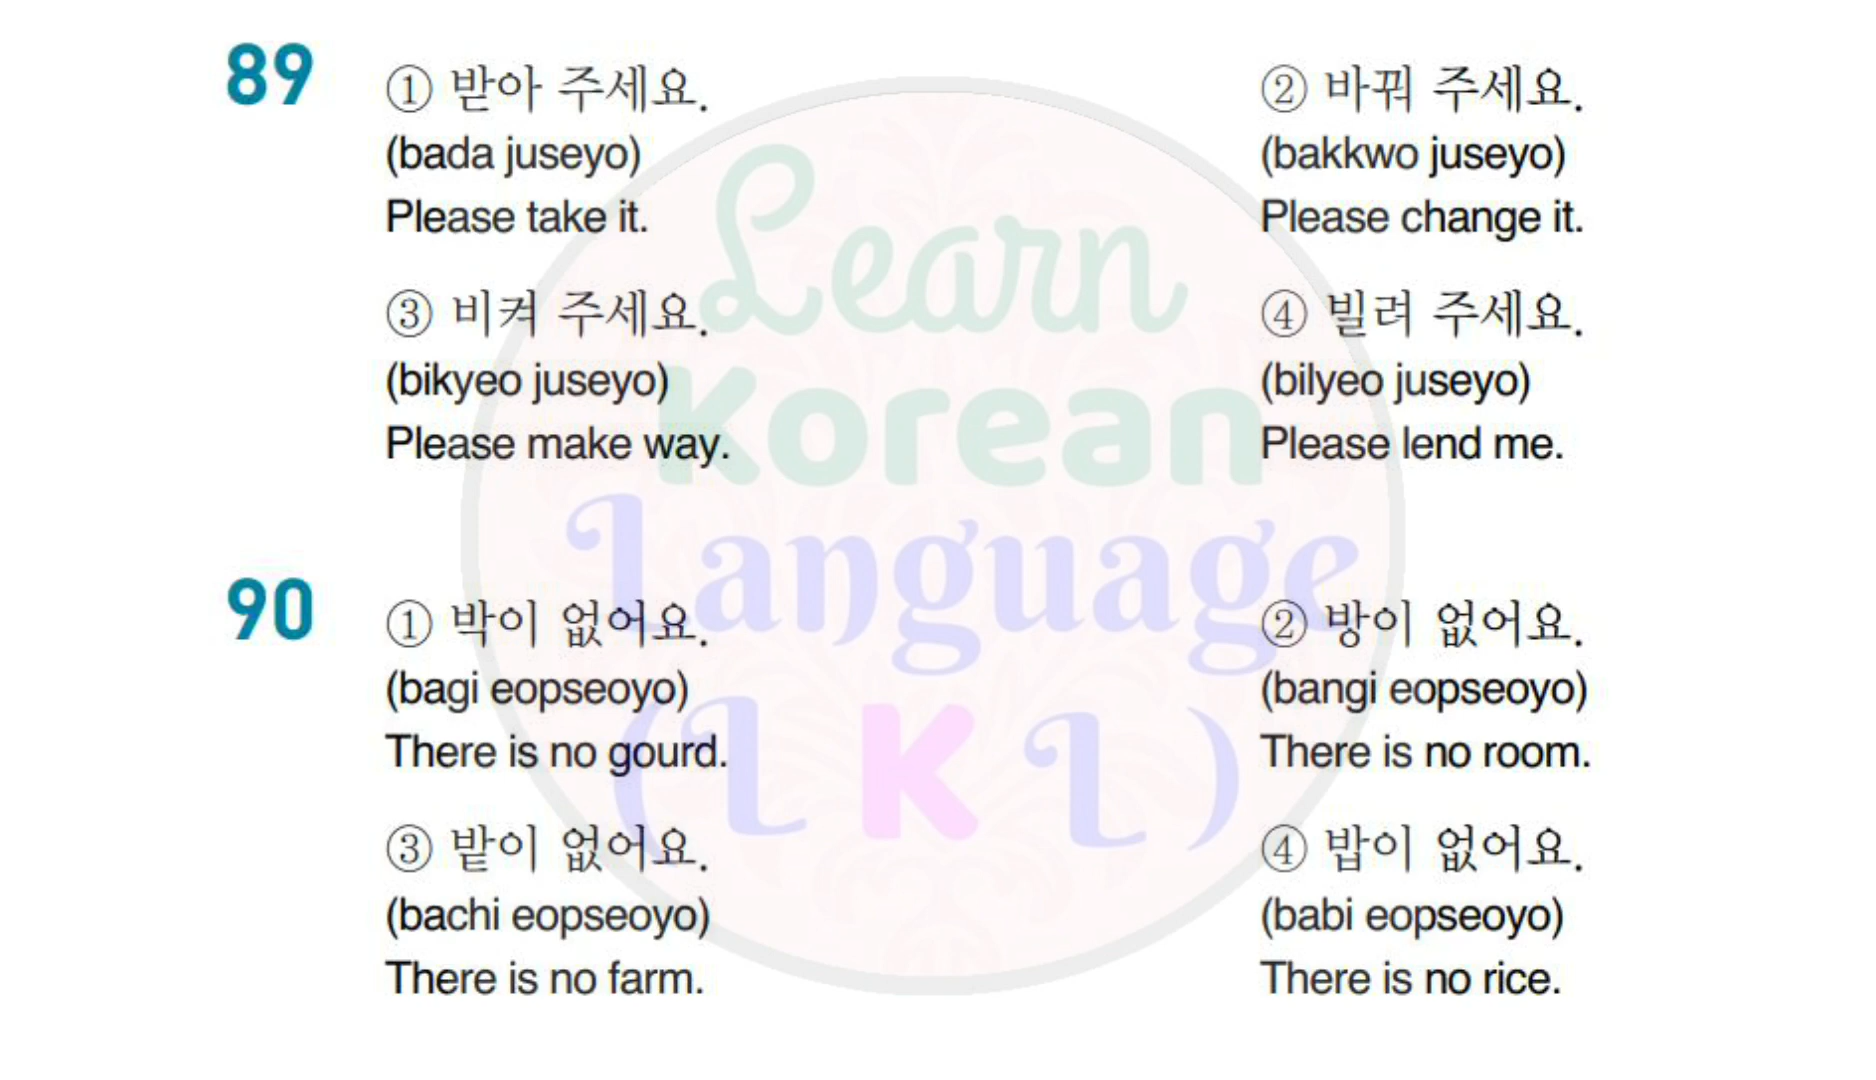 89
① 받아 주세요.
(bada juseyo)
Please take it.
② 바꿔 주세요.
(bakkwo juseyo)
Please change it.
③ 비켜 주세요.
(bikyeo juseyo)
Please make way.
④ 빌려 주세요.
(bilyeo juseyo)
Please lend me.
90
① 박이 없어요.
(bagi eopseoyo)
There is no gourd.
② 방이 없어요.
(bangi eopseoyo)
There is no room.
③ 밭이 없어요.
(bachi eopseoyo)
There is no farm.
④ 밥이 없어요.
(babi eopseoyo)
There is no rice.
Learn
Korean
Language
(LKL)